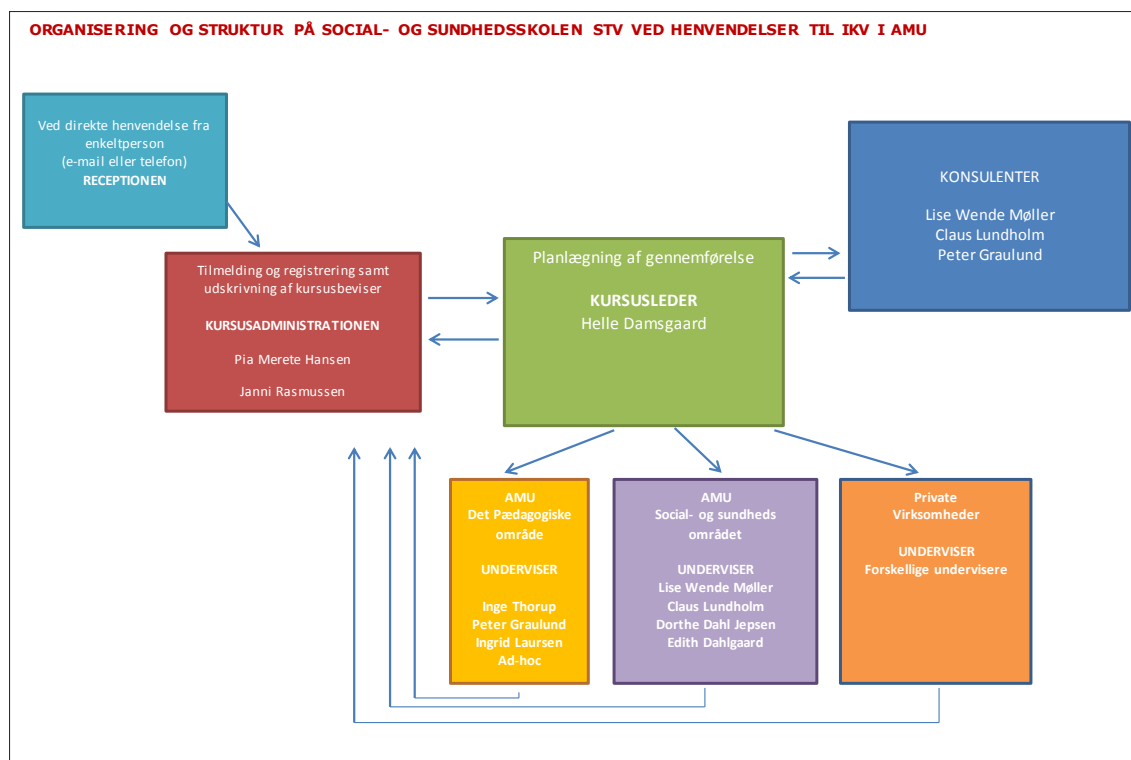 ORGANISERING OG STRUKTUR PÅ SOCIAL- OG SUNDHEDSSKOLEN STV VED HENVENDELSER TIL IKV I AMU
Ved direkte henvendelse fra
enkeltperson
(e-mail eller telefon)
RECEPTIONEN
KONSULENTER
Lise Wende Møller
Claus Lundholm
Peter Graulund
Tilmelding og registrering samt
udskrivning af kursusbeviser
KURSUSADMINISTRATIONEN
Pia Merete Hansen
Janni Rasmussen
Planlægning af gennemførelse
KURSUSLEDER
Helle Damsgaard
AMU
Det Pædagogiske
område
UNDERVISER
Inge Thorup
Peter Graulund
Ingrid Laursen
Ad-hoc
AMU
Social- og sundheds
området
UNDERVISER
Lise Wende Møller
Claus Lundholm
Dorthe Dahl Jepsen
Edith Dahlgaard
Private
Virksomheder
UNDERVISER
Forskellige undervisere